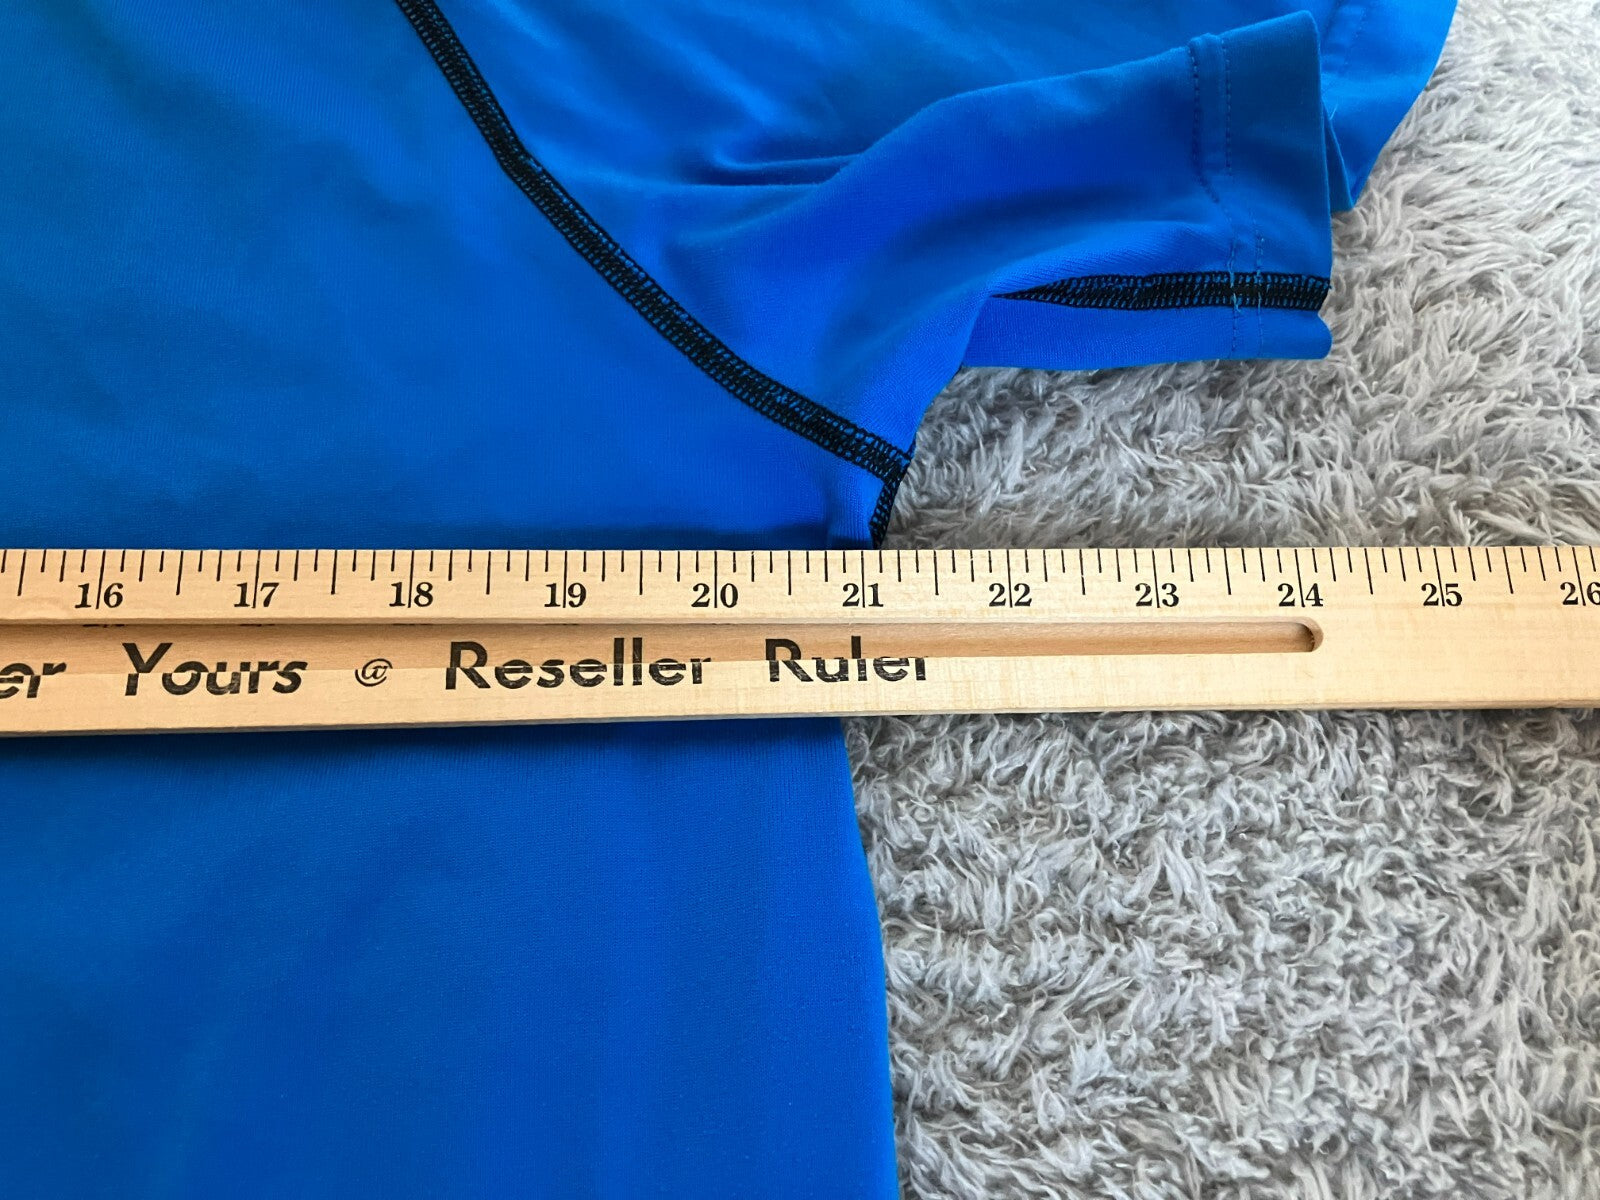 16 17 18 19 20 21 22 23 24 25 26
er Yours @ Reseller Ruler